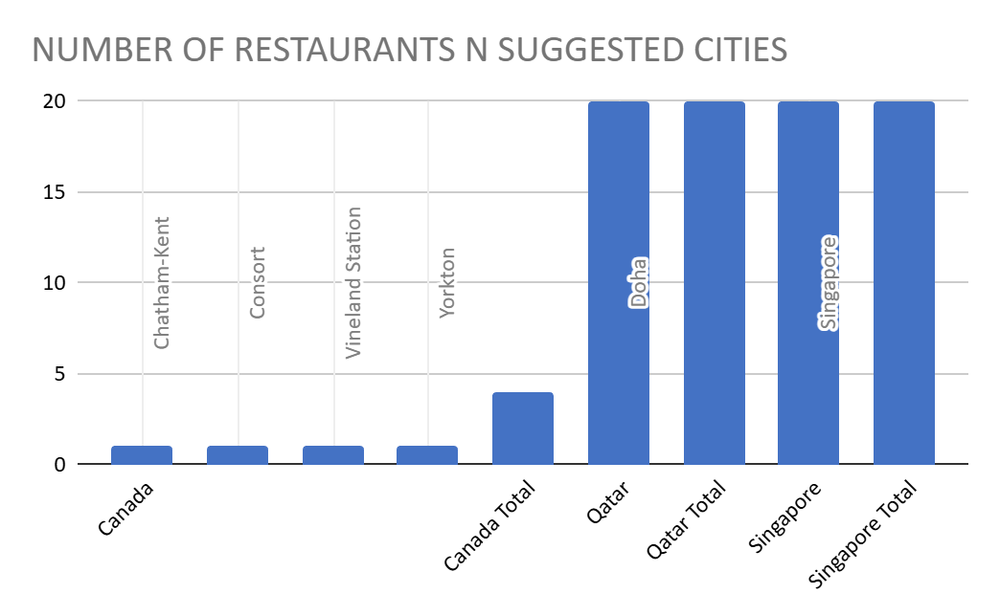 NUMBER OF RESTAURANTS N SUGGESTED CITIES
20
15
10
5
0
Chatham-Kent
Consort
Vineland Station
Yorkton
Doha
Singapore
Canada
Canada Total
Qatar
Qatar Total
Singapore
Singapore Total